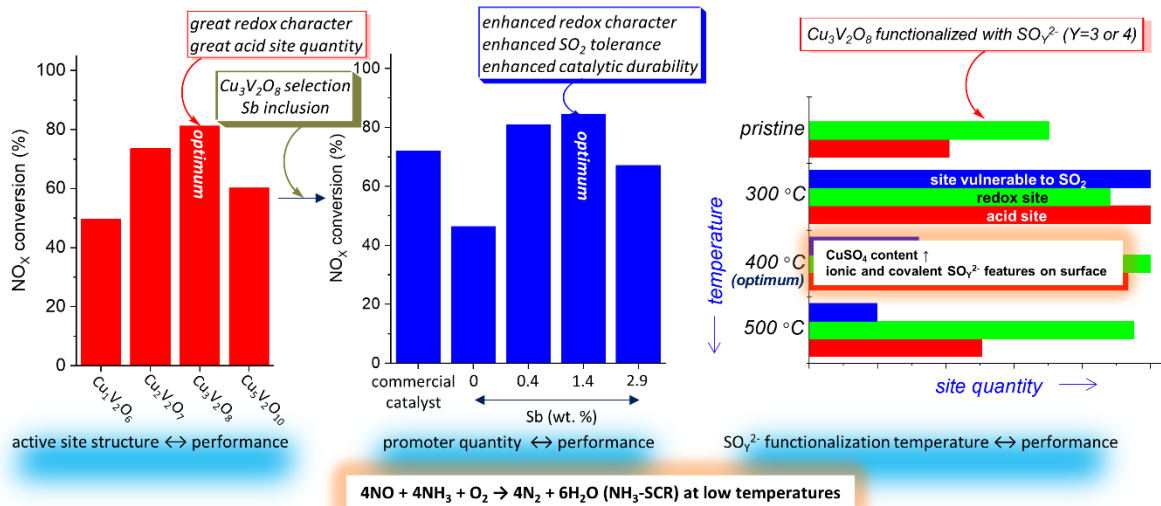 great redox character
great acid site quantity
Cu₃V₂O₈ selection
Sb inclusion
NOX conversion (%)
100
80
60
40
20
0
optimum
Cu₁V₂O₆
Cu₂V₂O₇
Cu₃V₂O₈
Cu₅V₂O₁₀
active site structure ↔ performance
enhanced redox character
enhanced SO₂ tolerance
enhanced catalytic durability
NOX conversion (%)
100
80
60
40
20
0
optimum
commercial
catalyst
0
0.4
1.4
2.9
Sb (wt. %)
promoter quantity ↔ performance
Cu₃V₂O₈ functionalized with SOY²⁻ (Y=3 or 4)
temperature
pristine
300 °C
400 °C
(optimum)
500 °C
site vulnerable to SO₂
redox site
acid site
CuSO₄ content ↑
ionic and covalent SOY²⁻ features on surface
site quantity
SOY²⁻ functionalization temperature ↔ performance
4NO + 4NH₃ + O₂ → 4N₂ + 6H₂O (NH₃-SCR) at low temperatures